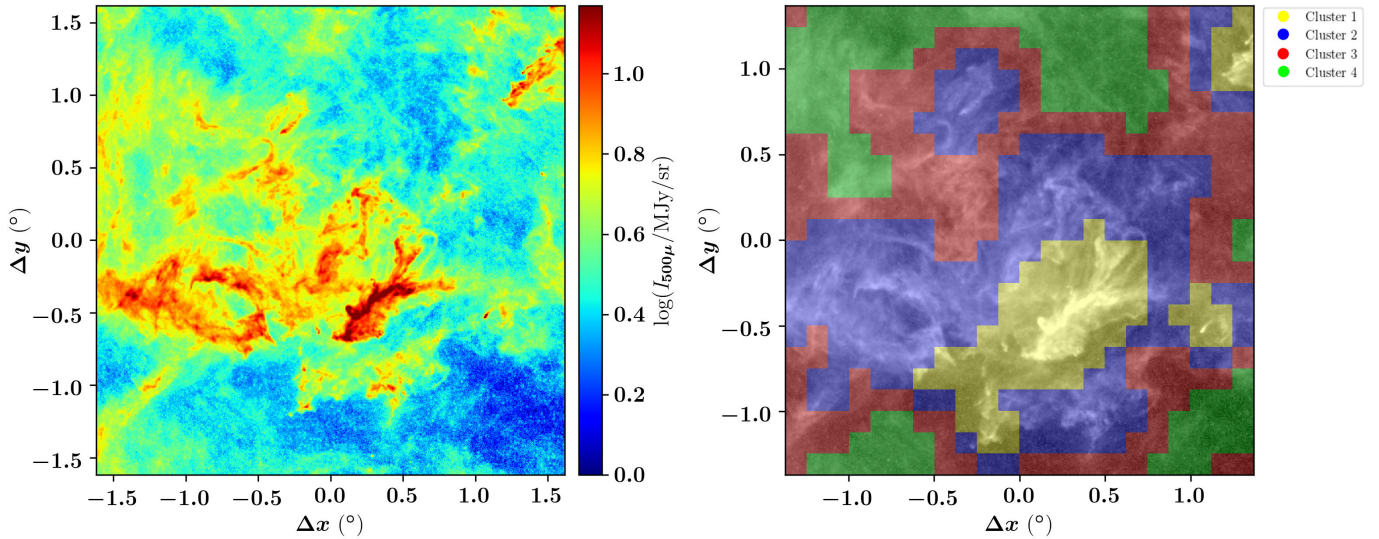 1.5
1.0
0.5
0.0
−0.5
−1.0
−1.5
Δy (°)
−1.5 −1.0 −0.5 0.0 0.5 1.0 1.5
Δx (°)
1.0
0.8
0.6
0.4
0.2
0.0
log(I500μ/MJy/sr)
1.0
0.5
0.0
−0.5
−1.0
Δy (°)
−1.0 −0.5 0.0 0.5 1.0
Δx (°)
Cluster 1
Cluster 2
Cluster 3
Cluster 4